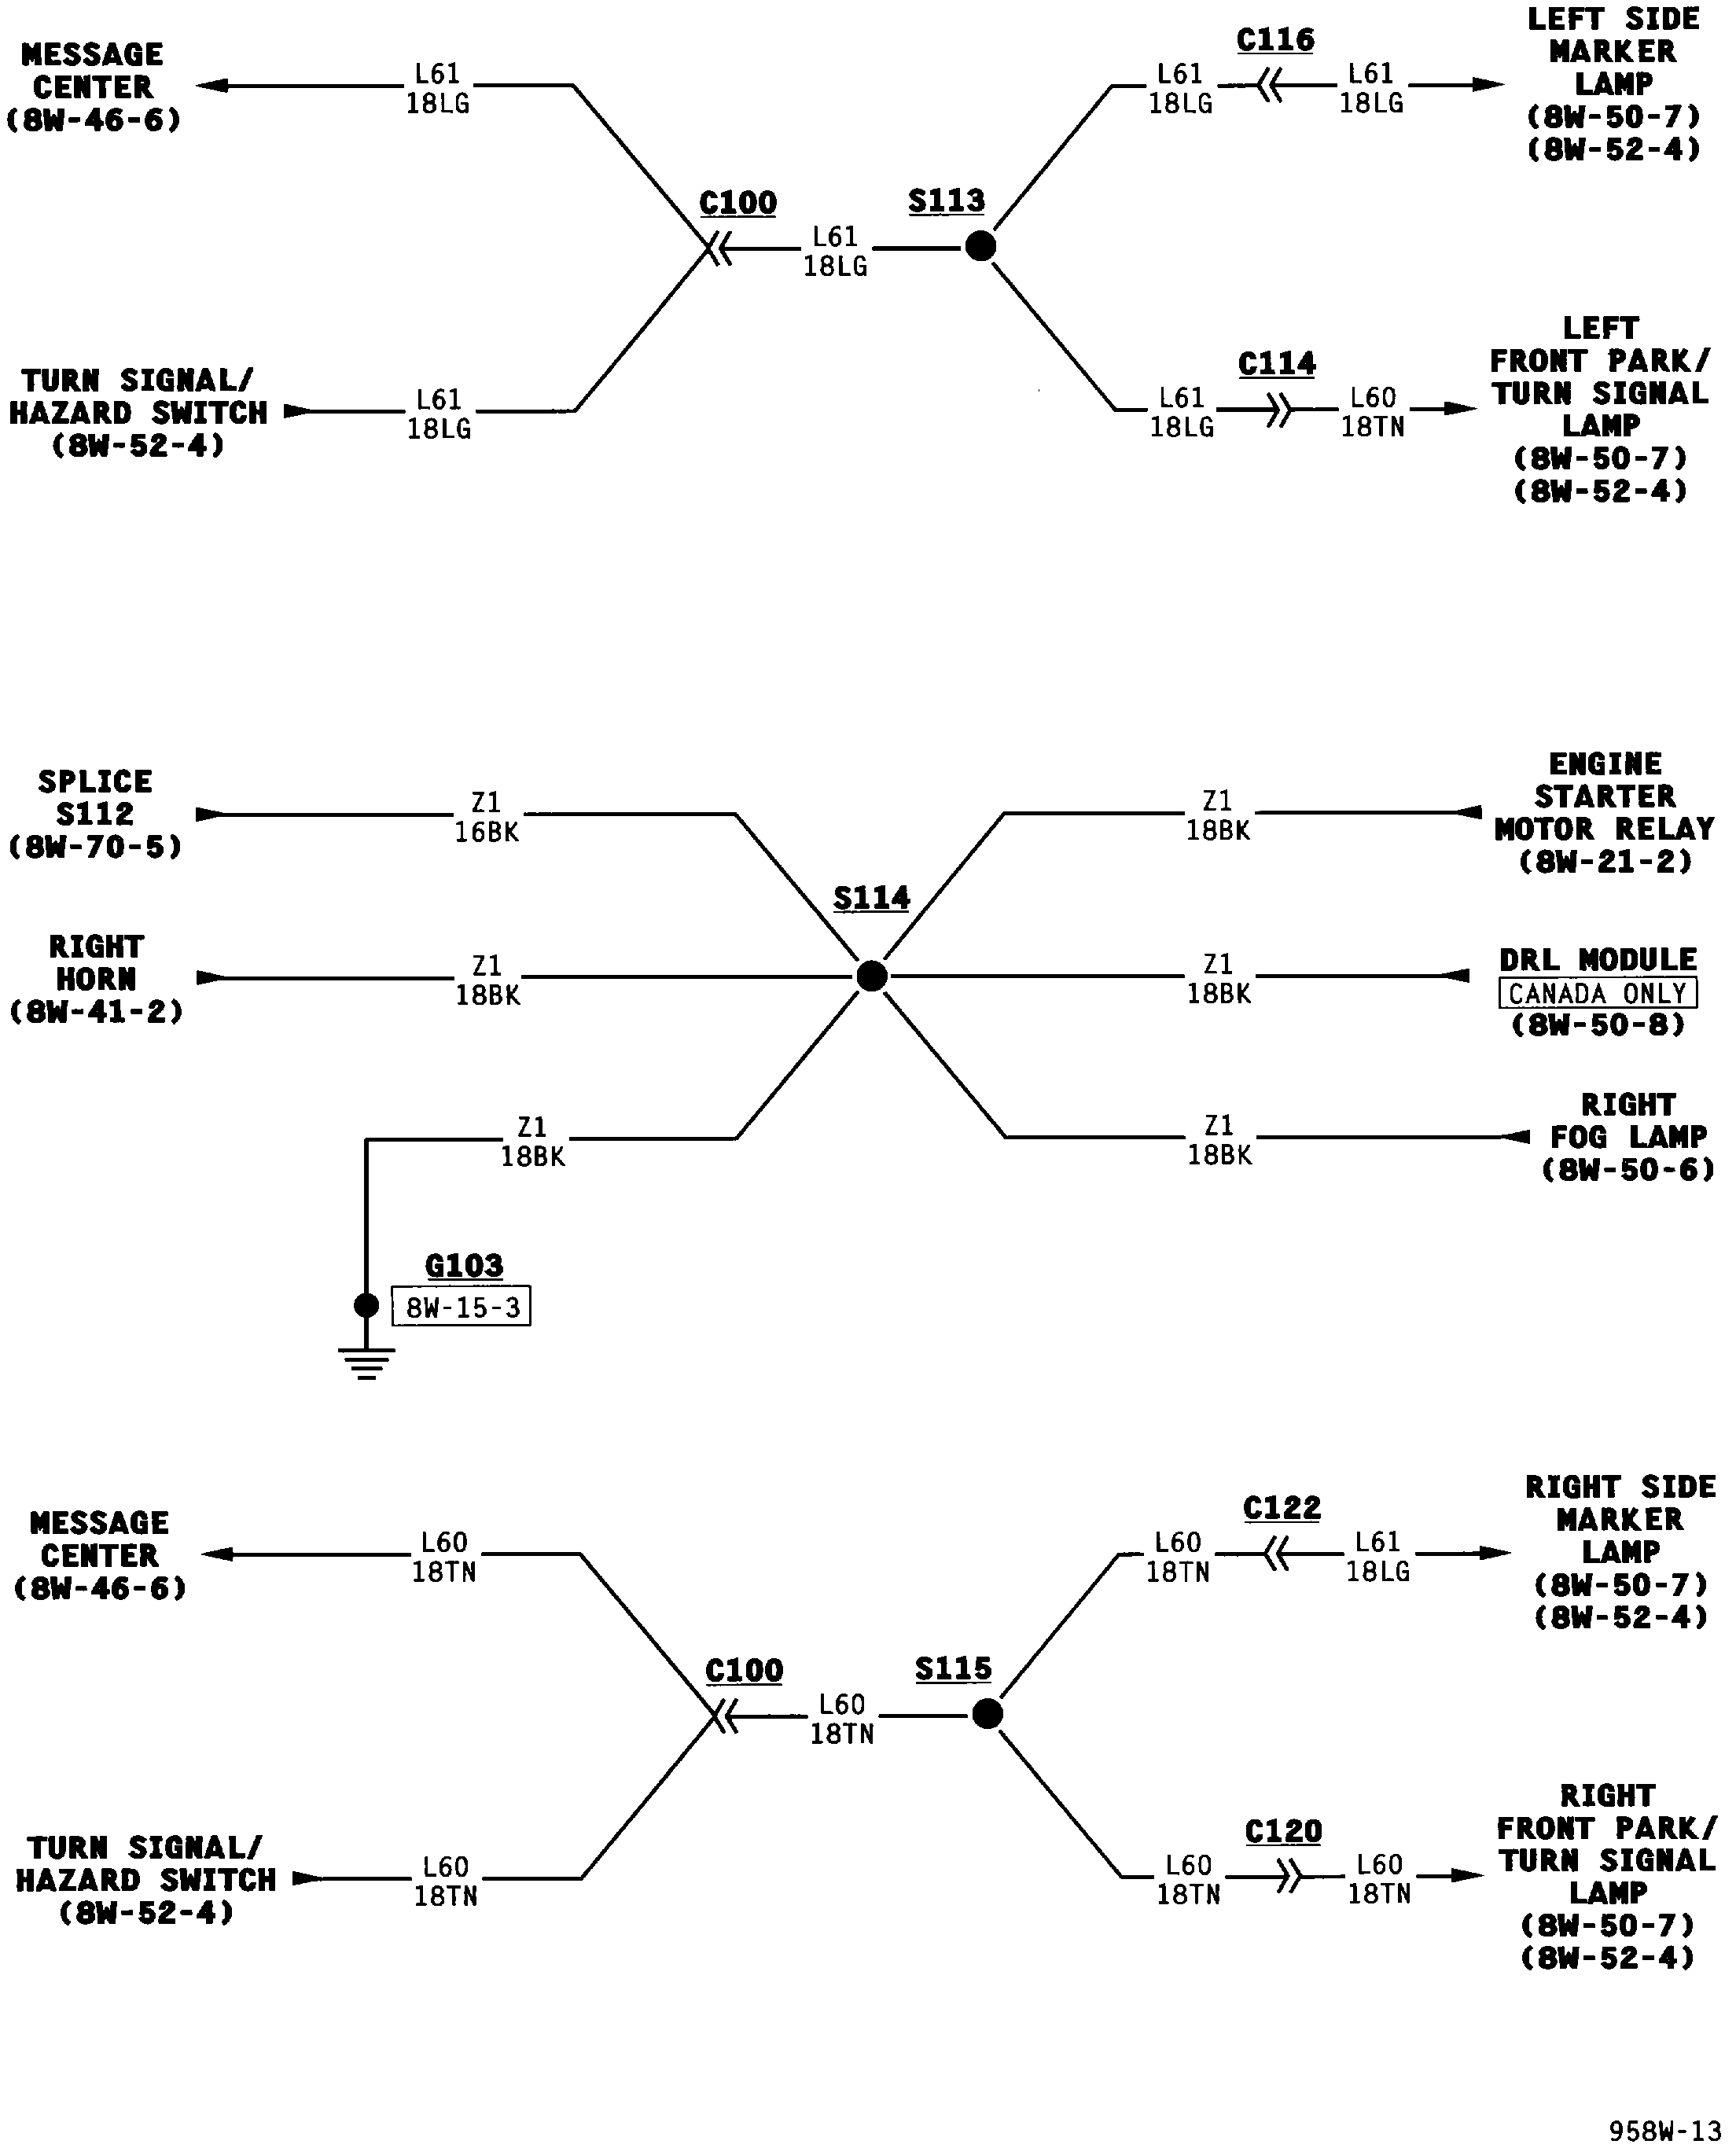 MESSAGE
CENTER
(8W-46-6)
L61
18LG
C100
L61
18LG
S113
L61
18LG
C116
L61
18LG
LEFT SIDE
MARKER
LAMP
(8W-50-7)
(8W-52-4)
TURN SIGNAL/
HAZARD SWITCH
(8W-52-4)
L61
18LG
L61
18LG
C114
L60
18TN
LEFT
FRONT PARK/
TURN SIGNAL
LAMP
(8W-50-7)
(8W-52-4)
SPLICE
S112
(8W-70-5)
Z1
16BK
Z1
18BK
ENGINE
STARTER
MOTOR RELAY
(8W-21-2)
S114
RIGHT
HORN
(8W-41-2)
Z1
18BK
Z1
18BK
DRL MODULE
CANADA ONLY
(8W-50-8)
Z1
18BK
Z1
18BK
RIGHT
FOG LAMP
(8W-50-6)
G103
8W-15-3
MESSAGE
CENTER
(8W-46-6)
L60
18TN
C100
L60
18TN
S115
L60
18TN
C122
L61
18LG
RIGHT SIDE
MARKER
LAMP
(8W-50-7)
(8W-52-4)
TURN SIGNAL/
HAZARD SWITCH
(8W-52-4)
L60
18TN
L60
18TN
C120
L60
18TN
RIGHT
FRONT PARK/
TURN SIGNAL
LAMP
(8W-50-7)
(8W-52-4)
958W-13